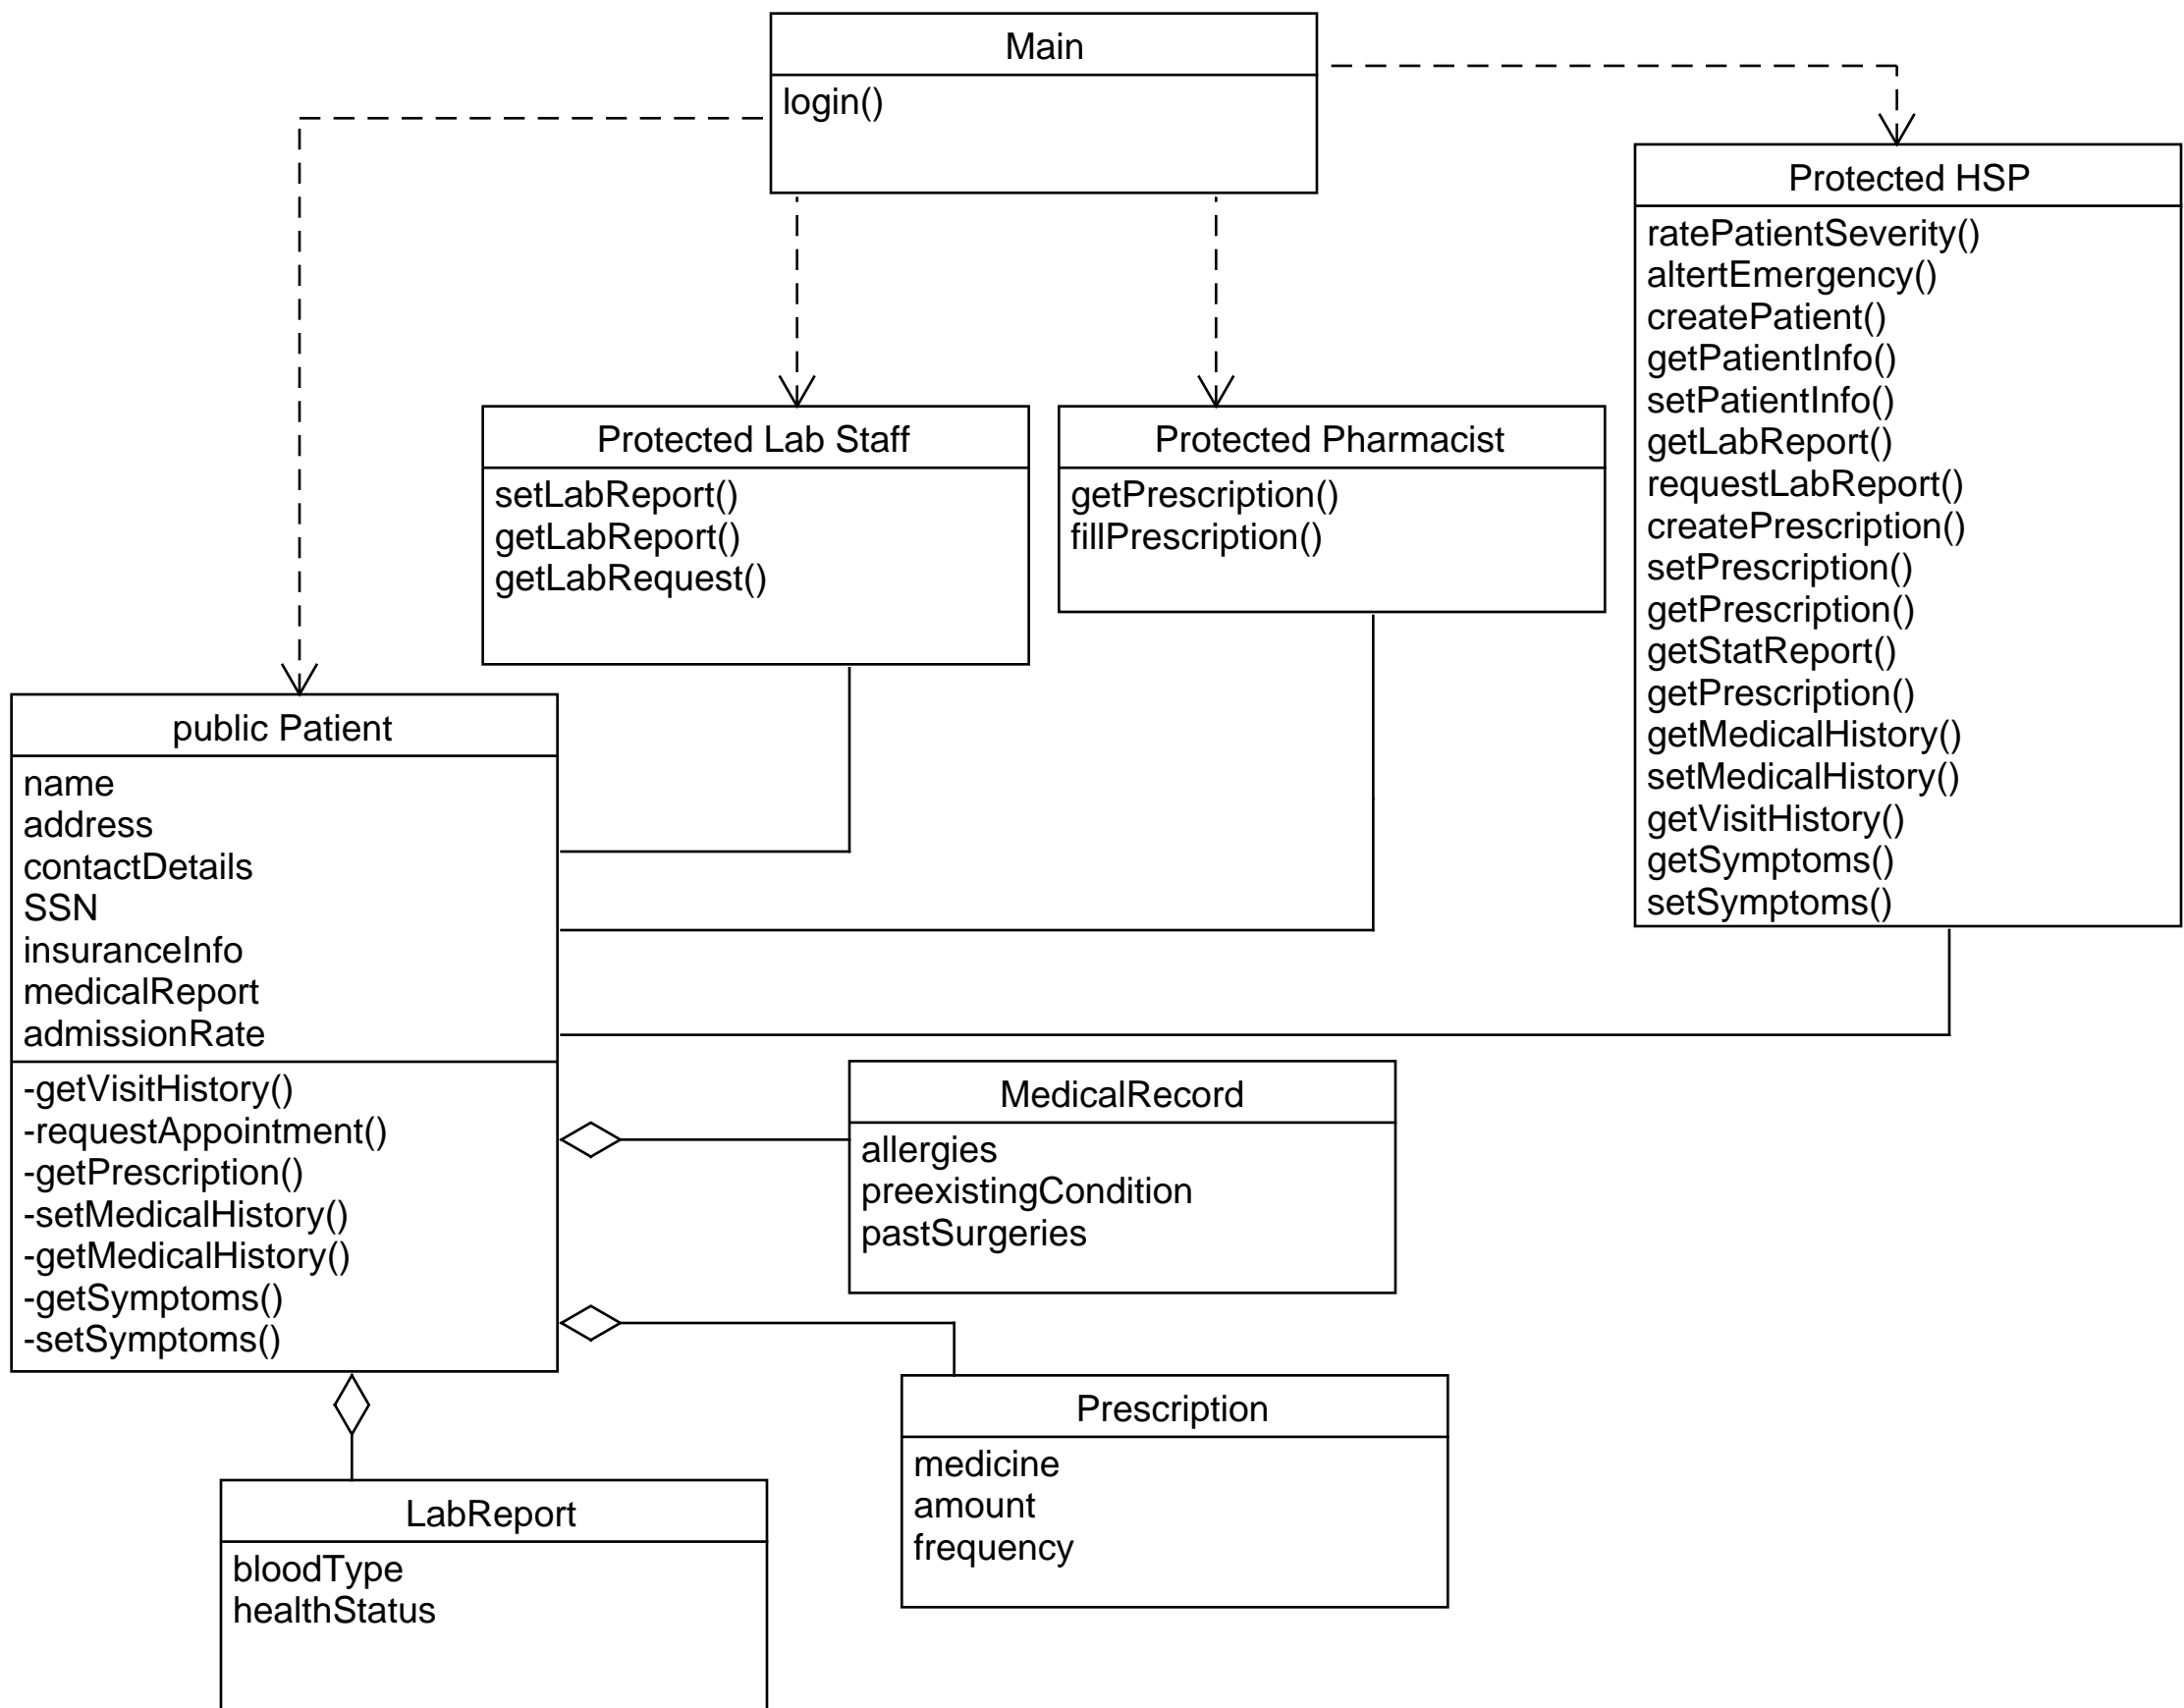 Main
login()
Protected HSP
ratePatientSeverity()
altertEmergency()
createPatient()
getPatientInfo()
setPatientInfo()
getLabReport()
requestLabReport()
createPrescription()
setPrescription()
getPrescription()
getStatReport()
getPrescription()
getMedicalHistory()
setMedicalHistory()
getVisitHistory()
getSymptoms()
setSymptoms()
Protected Lab Staff
setLabReport()
getLabReport()
getLabRequest()
Protected Pharmacist
getPrescription()
fillPrescription()
public Patient
name
address
contactDetails
SSN
insuranceInfo
medicalReport
admissionRate
-getVisitHistory()
-requestAppointment()
-getPrescription()
-setMedicalHistory()
-getMedicalHistory()
-getSymptoms()
-setSymptoms()
MedicalRecord
allergies
preexistingCondition
pastSurgeries
Prescription
medicine
amount
frequency
LabReport
bloodType
healthStatus